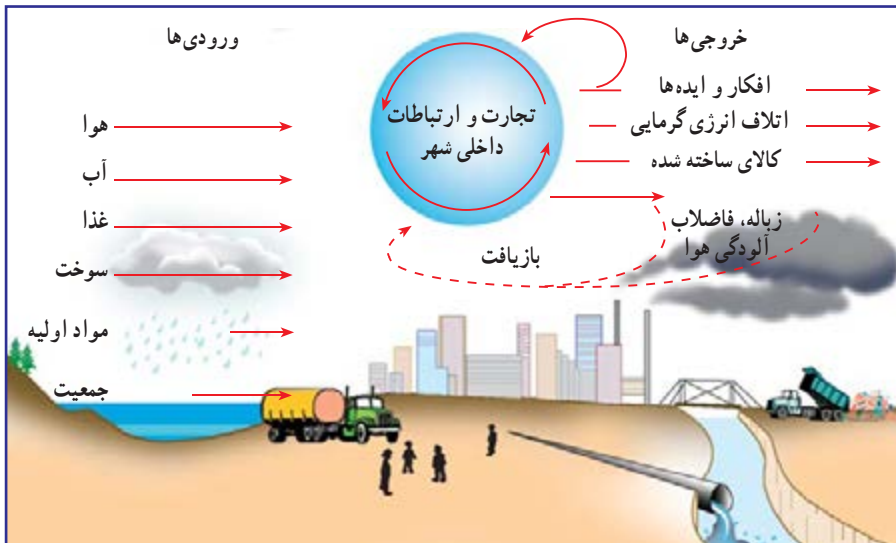 ورودی‌ها
هوا
آب
غذا
سوخت
مواد اولیه
جمعیت
تجارت و ارتباطات
داخلی شهر
بازیافت
خروجی‌ها
افکار و ایده‌ها
اتلاف انرژی گرمایی
کالای ساخته شده
زباله، فاضلاب
آلودگی هوا